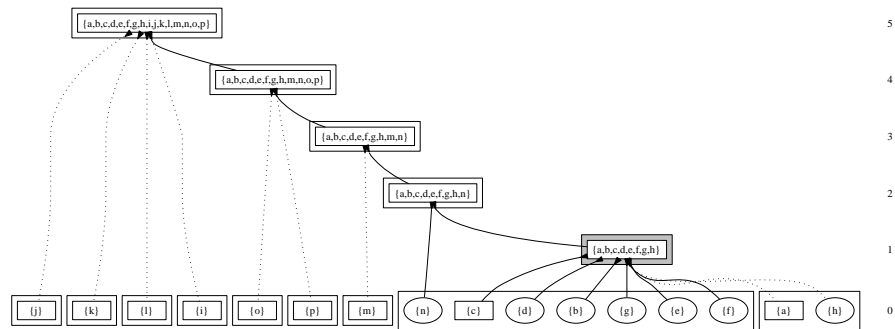 {a,b,c,d,e,f,g,h,i,j,k,l,m,n,o,p} 5
{a,b,c,d,e,f,g,h,m,n,o,p} 4
{a,b,c,d,e,f,g,h,m,n} 3
{a,b,c,d,e,f,g,h,n} 2
{a,b,c,d,e,f,g,h} 1
{j} {k} {l} {i} {o} {p} {m} {n} {c} {d} {b} {g} {e} {f} {a} {h} 0